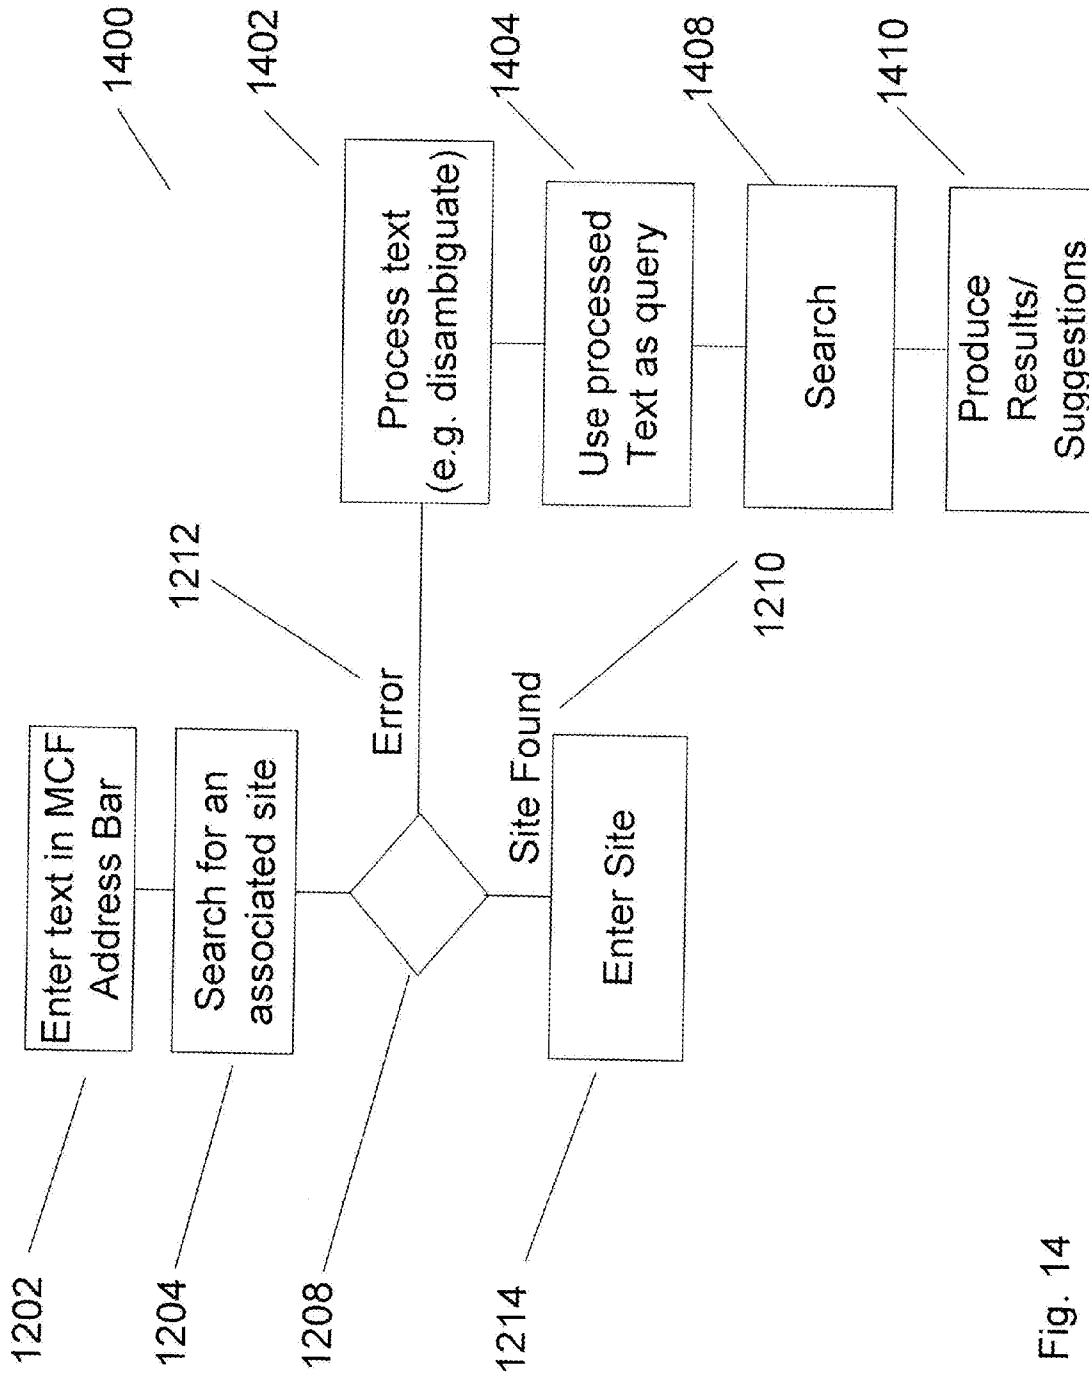 1400
1202
Enter text in MCF
Address Bar
1204
Search for an
associated site
1208
1212
Error
1402
Process text
(e.g. disambiguate)
1404
Use processed
Text as query
Site Found
1210
1214
Enter Site
1408
Search
1410
Produce
Results/
Suggestions
Fig. 14